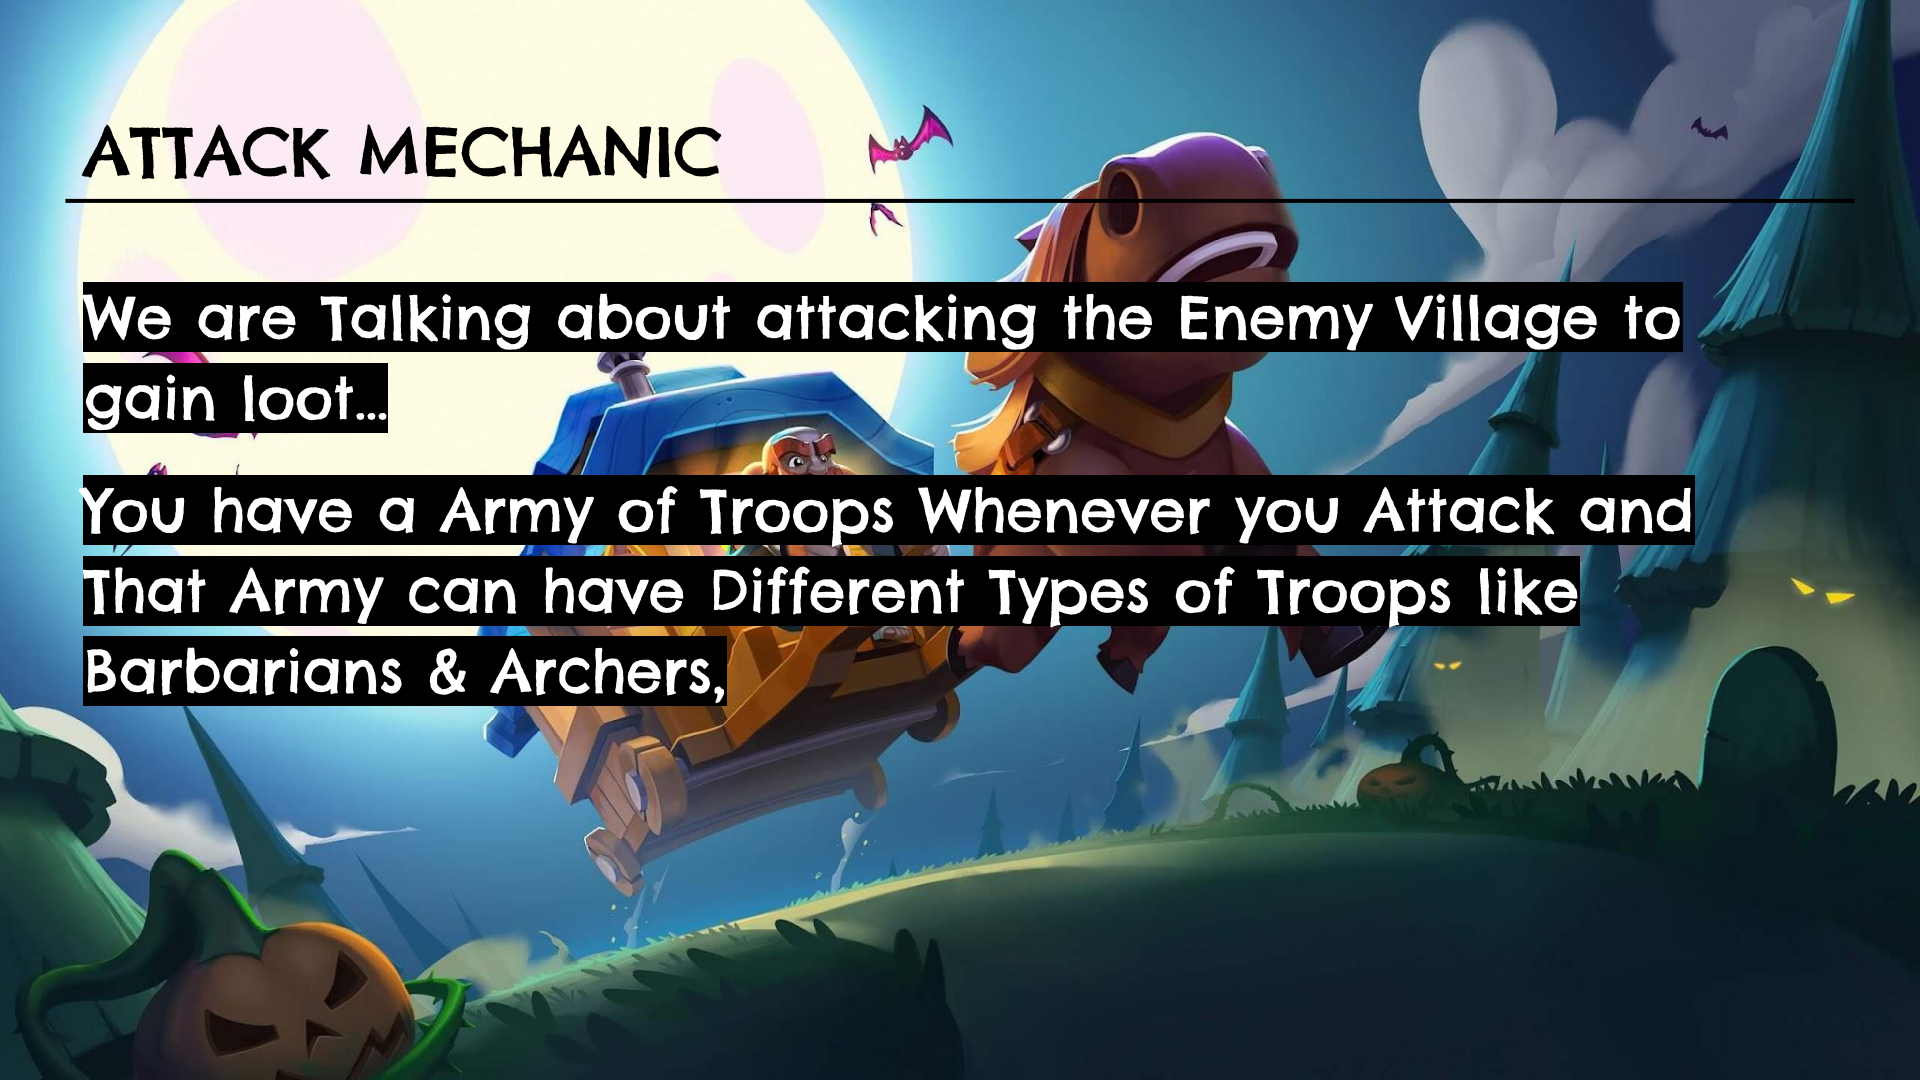 ATTACK MECHANIC
We are Talking about attacking the Enemy Village to
gain loot...
You have a Army of Troops Whenever you Attack and
That Army can have Different Types of Troops like
Barbarians & Archers,